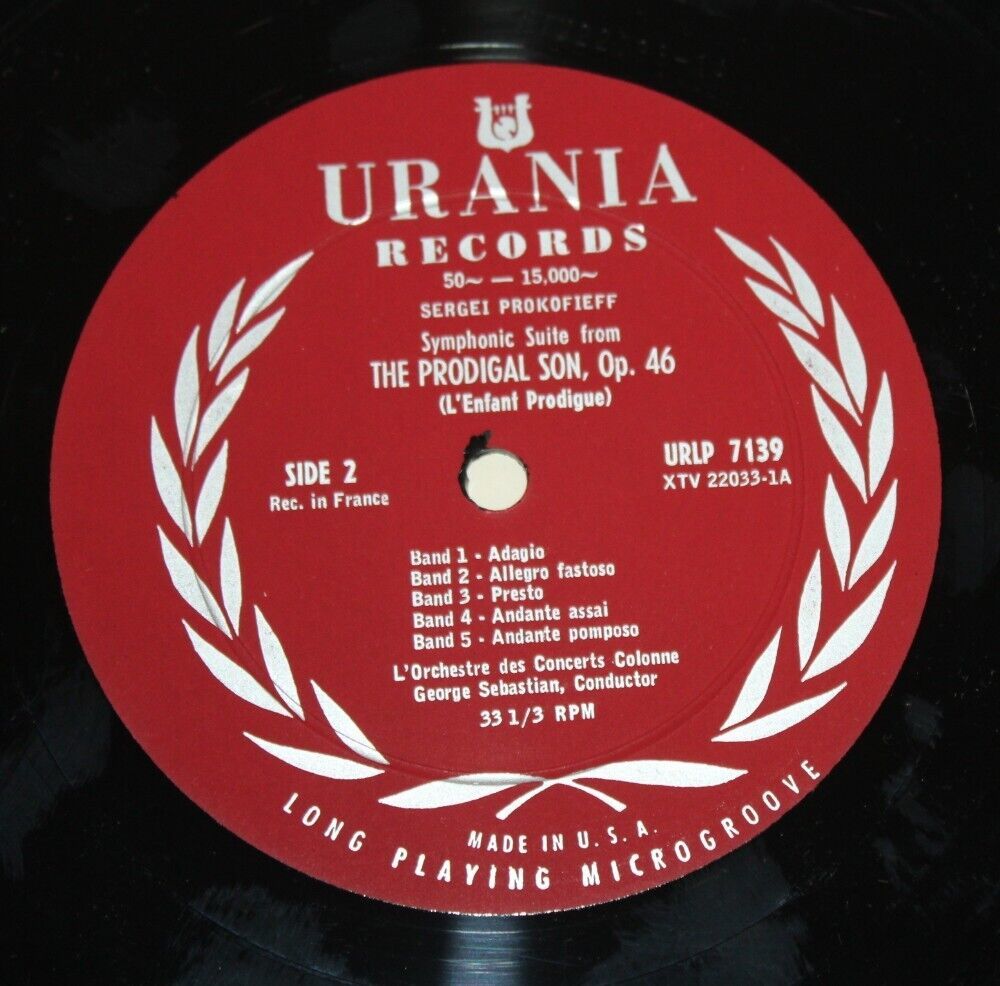 URANIA
RECORDS
50~ — 15,000~
SERGEI PROKOFIEFF
Symphonic Suite from
THE PRODIGAL SON, Op. 46
(L'Enfant Prodigue)
SIDE 2
Rec. in France
URLP 7139
XTV 22033-1A
Band 1 - Adagio
Band 2 - Allegro fastoso
Band 3 - Presto
Band 4 - Andante assai
Band 5 - Andante pomposo
L'Orchestre des Concerts Colonne
George Sebastian, Conductor
33 1/3 RPM
MADE IN U. S. A.
LONG PLAYING MICROGROOVE